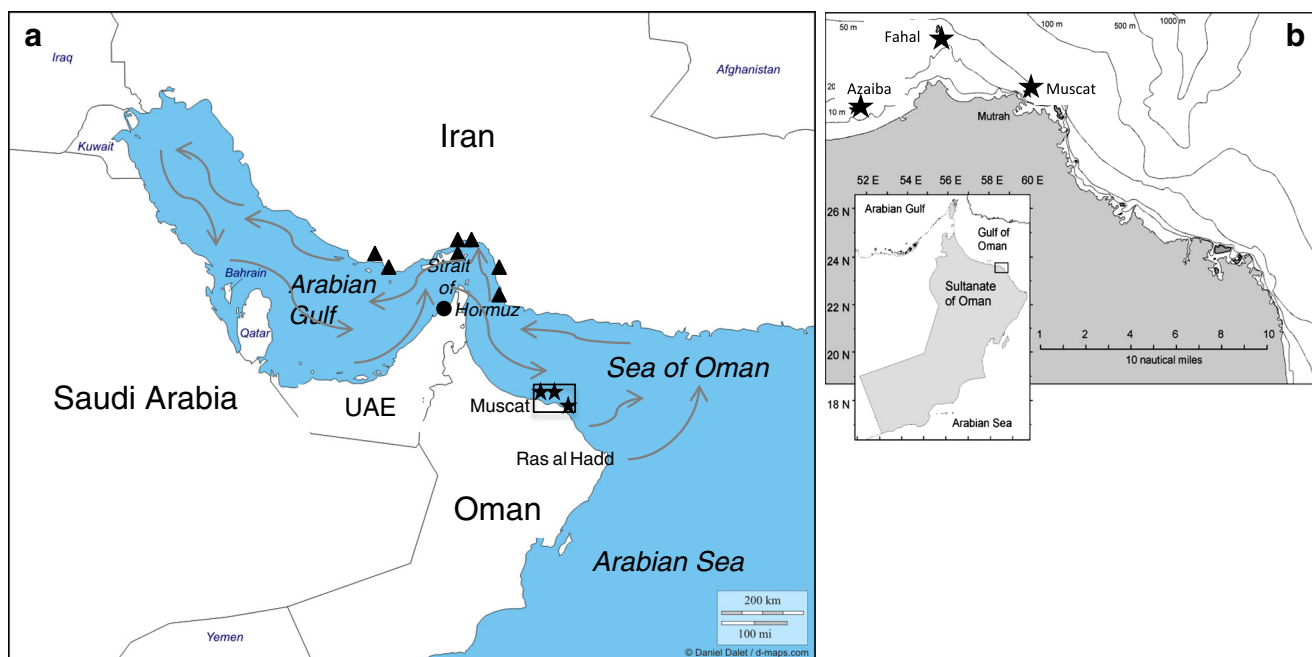 a
Iraq
Afghanistan
Iran
Kuwait
Bahrain
Arabian
Gulf
Strait
of
Hormuz
Qatar
Sea of Oman
Saudi Arabia
UAE
Muscat
Ras al Hadd
Oman
Arabian Sea
Yemen
200 km
100 mi
© Daniel Dalet / d-maps.com
b
50 m
100 m
500 m
1000 m
Fahal
Azaiba
Muscat
20
10 m
Mutrah
52 E
54 E
56 E
58 E
60 E
26 N
24 N
22 N
20 N
18 N
Arabian Gulf
Gulf of
Oman
Sultanate
of Oman
Arabian Sea
1
2
4
6
8
10
10 nautical miles